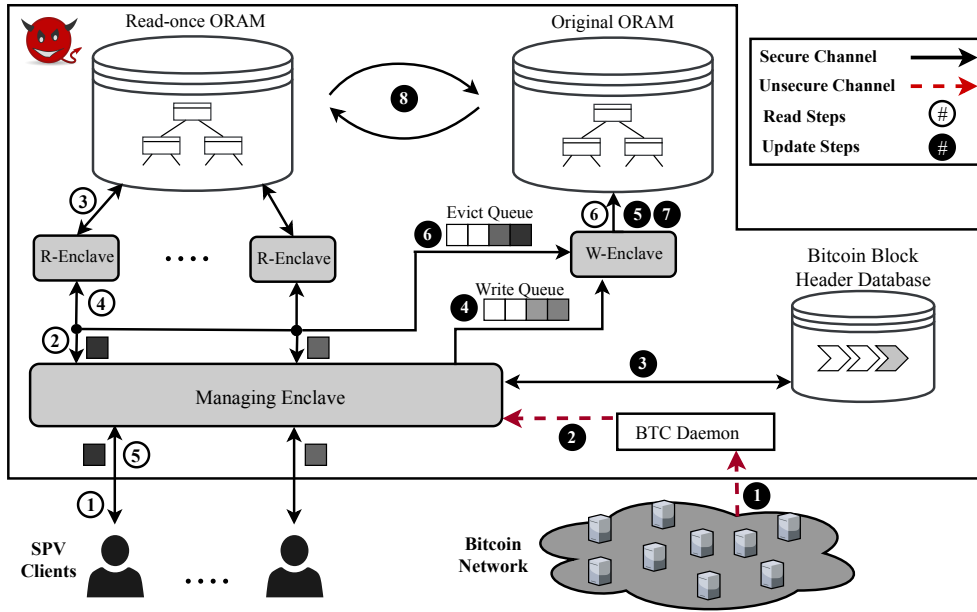 Read-once ORAM
Original ORAM
8
Secure Channel
Unsecure Channel
Read Steps #
Update Steps #
3
Evict Queue
6
6 5 7
R-Enclave
. . . .
R-Enclave
W-Enclave
Bitcoin Block
Header Database
4
Write Queue
4
2
3
Managing Enclave
2
BTC Daemon
5
1
1
SPV
Clients
. . . .
Bitcoin
Network